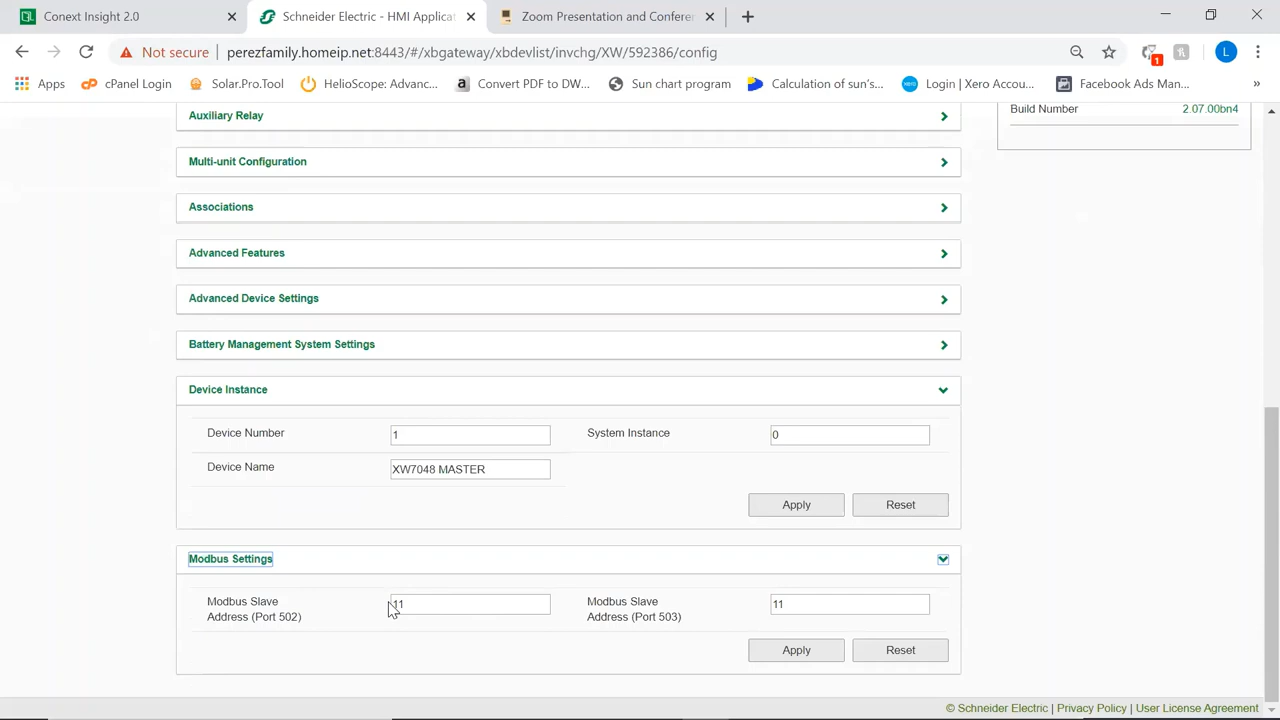 Conext Insight 2.0
Schneider Electric - HMI Applicat
Zoom Presentation and Conferen
Not secure
perezfamily.homeip.net:8443/#/xbgateway/xbdevlist/invchg/XW/592386/config
1
L
Apps
cPanel Login
Solar.Pro.Tool
HelioScope: Advanc...
Convert PDF to DW...
Sun chart program
Calculation of sun's...
Login | Xero Accou...
Facebook Ads Man...
»
Auxiliary Relay
Build Number
2.07.00bn4
Multi-unit Configuration
Associations
Advanced Features
Advanced Device Settings
Battery Management System Settings
Device Instance
Device Number
1
System Instance
0
Device Name
XW7048 MASTER
Apply
Reset
Modbus Settings
Modbus Slave
Address (Port 502)
11
Modbus Slave
Address (Port 503)
11
Apply
Reset
© Schneider Electric | Privacy Policy | User License Agreement